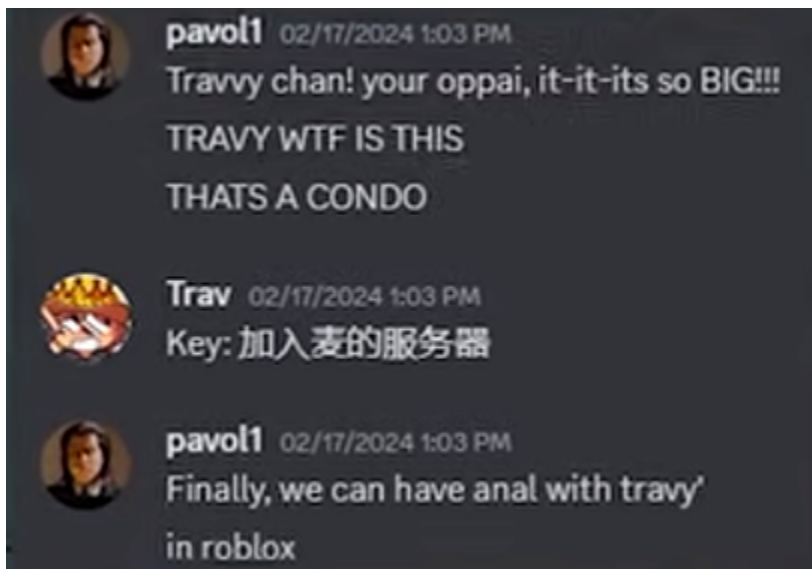 pavol1 02/17/2024 1:03 PM
Travvy chan! your oppai, it-it-its so BIG!!!
TRAVY WTF IS THIS
THATS A CONDO
Trav 02/17/2024 1:03 PM
Key: 加入麦的服务器
pavol1 02/17/2024 1:03 PM
Finally, we can have anal with travy'
in roblox